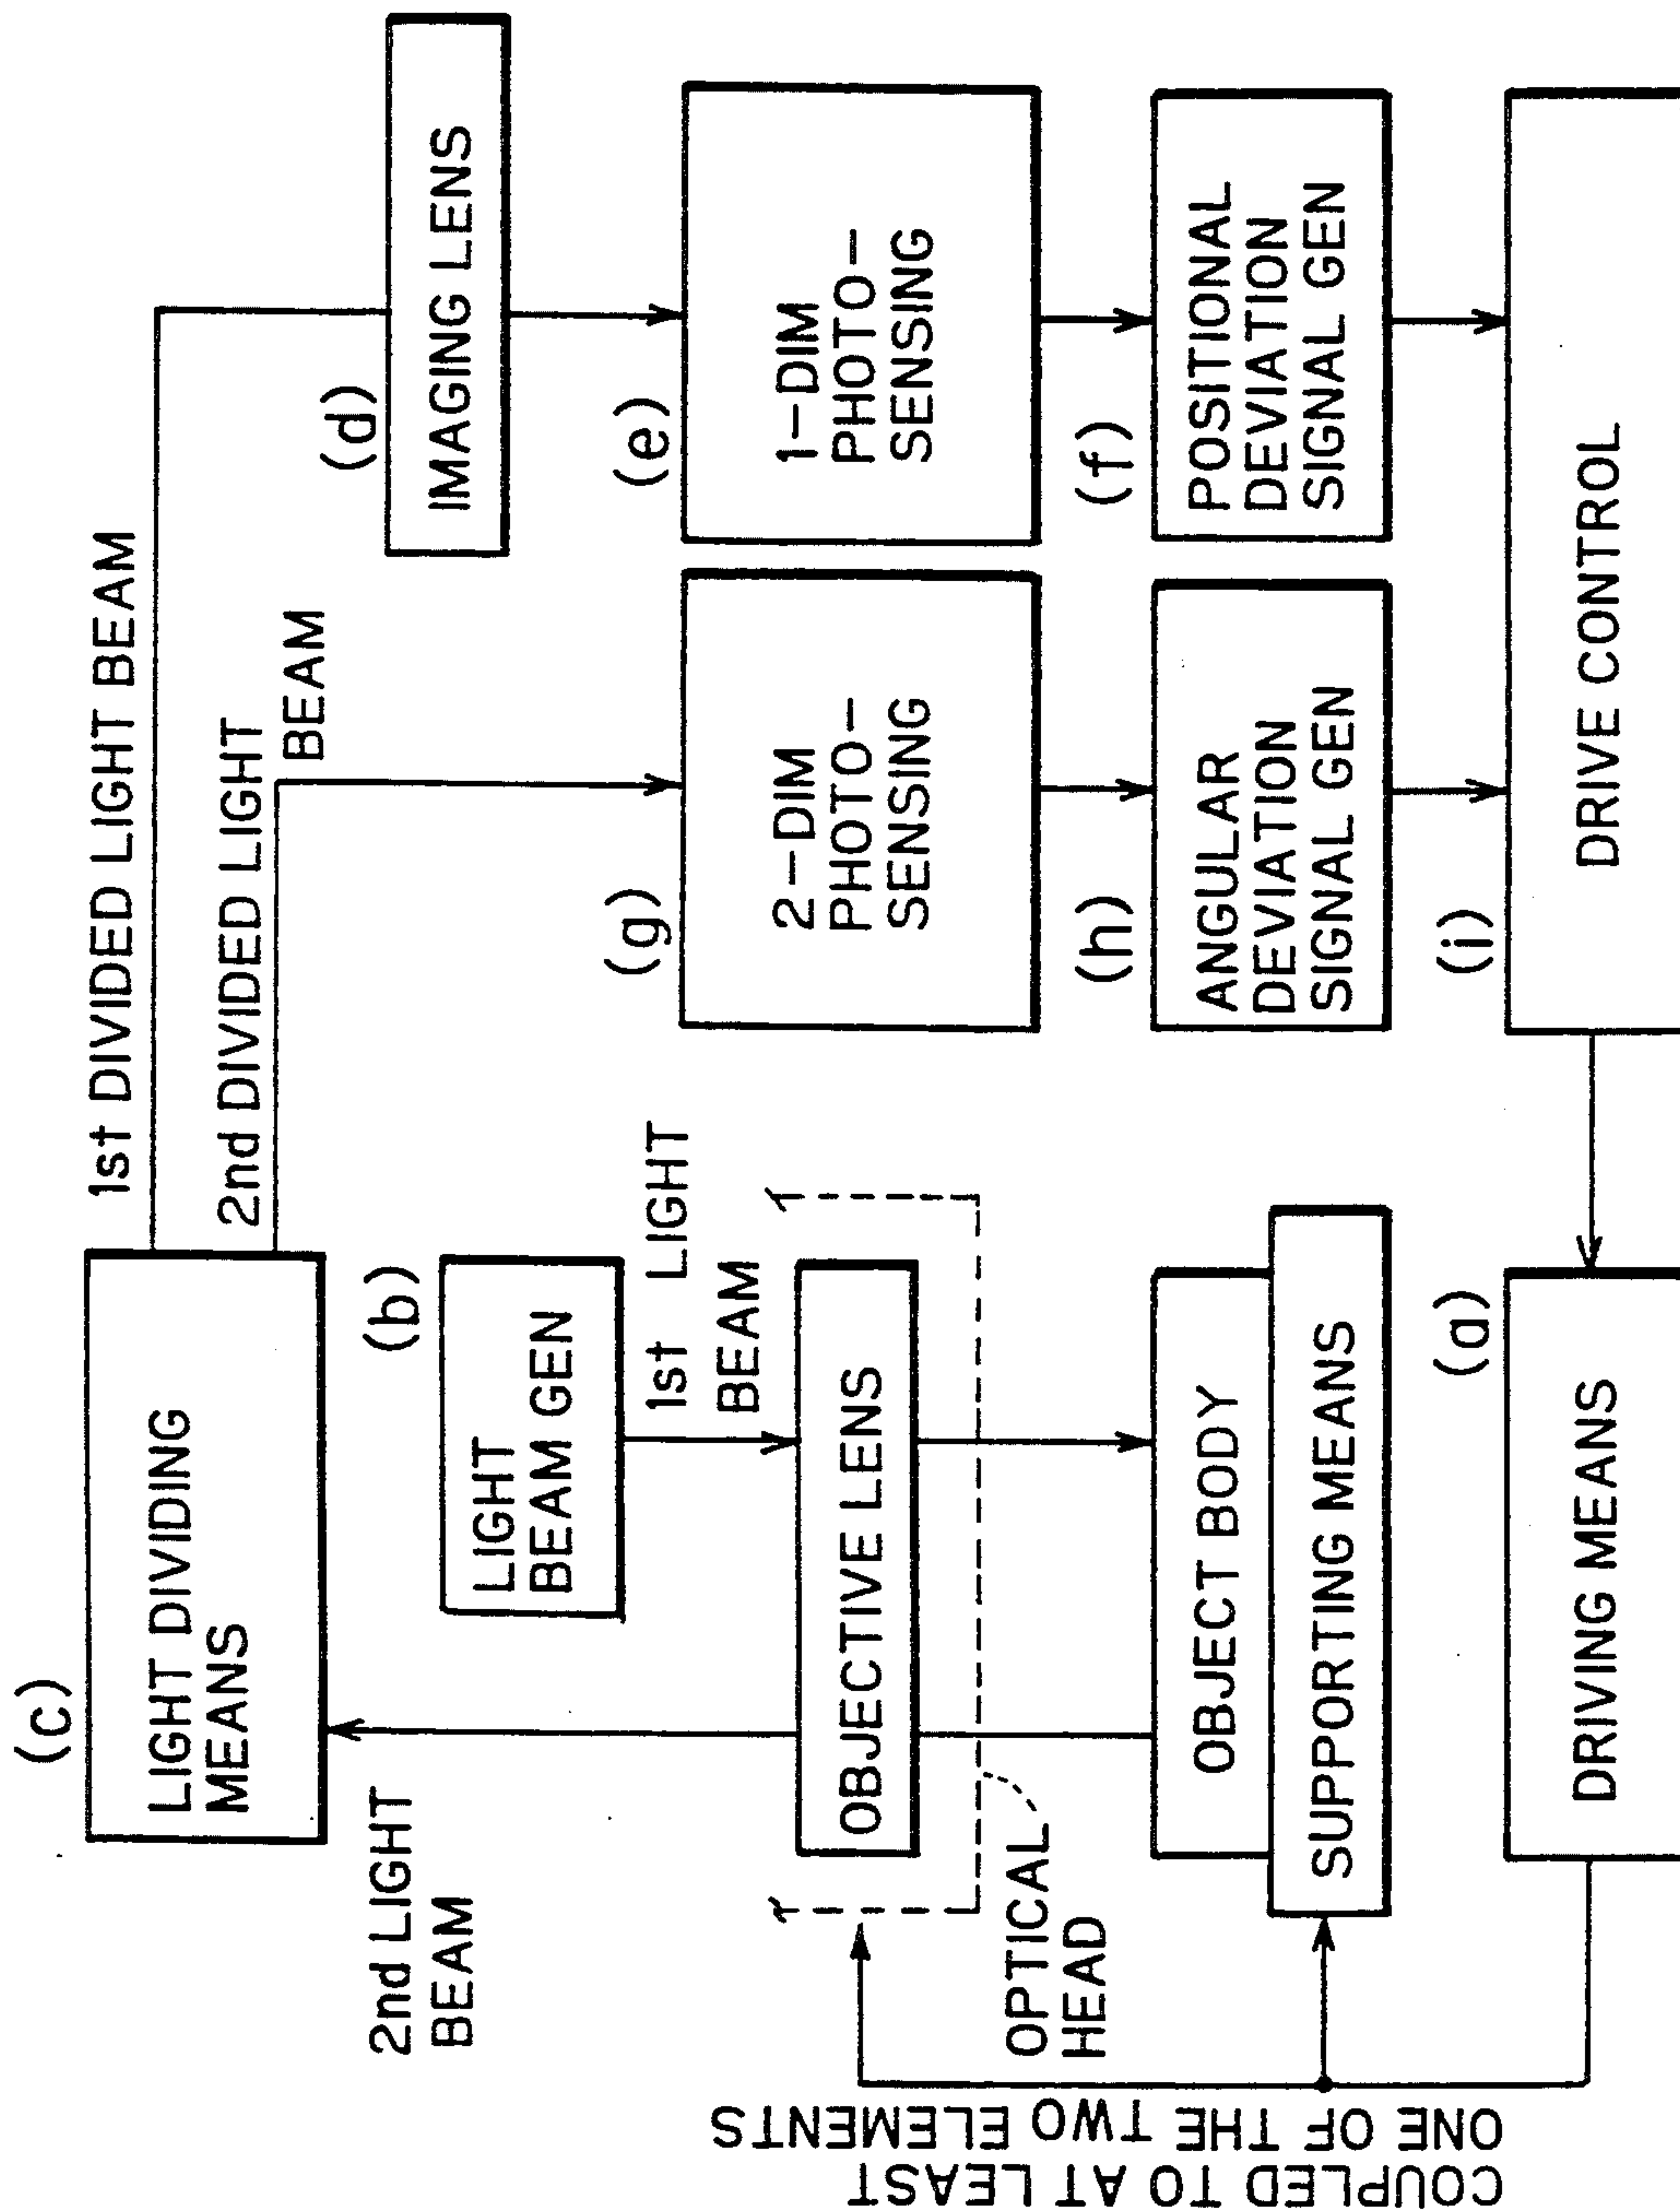 (c)
LIGHT DIVIDING
MEANS
1st DIVIDED LIGHT BEAM
2nd DIVIDED LIGHT
BEAM
2nd LIGHT
BEAM
(b)
LIGHT
BEAM GEN
1st LIGHT
BEAM
OBJECTIVE LENS
OPTICAL
HEAD
OBJECT BODY
SUPPORTING MEANS
(a)
DRIVING MEANS
COUPLED TO AT LEAST
ONE OF THE TWO ELEMENTS
(d)
IMAGING LENS
(e)
1-DIM
PHOTO-
SENSING
(f)
POSITIONAL
DEVIATION
SIGNAL GEN
(g)
2-DIM
PHOTO-
SENSING
(h)
ANGULAR
DEVIATION
SIGNAL GEN
(i)
DRIVE CONTROL